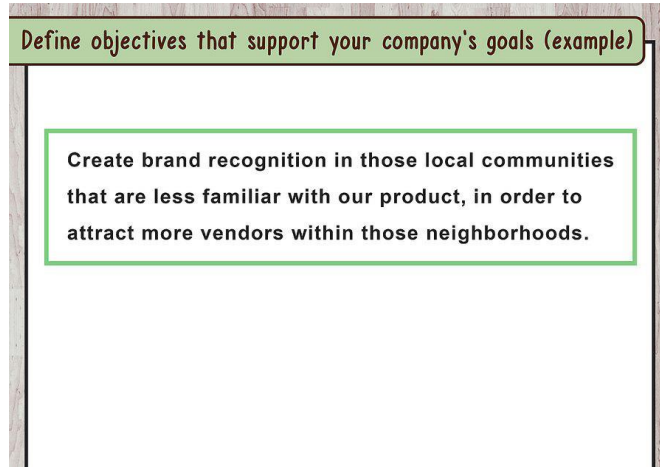 Define objectives that support your company's goals (example)
Create brand recognition in those local communities
that are less familiar with our product, in order to
attract more vendors within those neighborhoods.